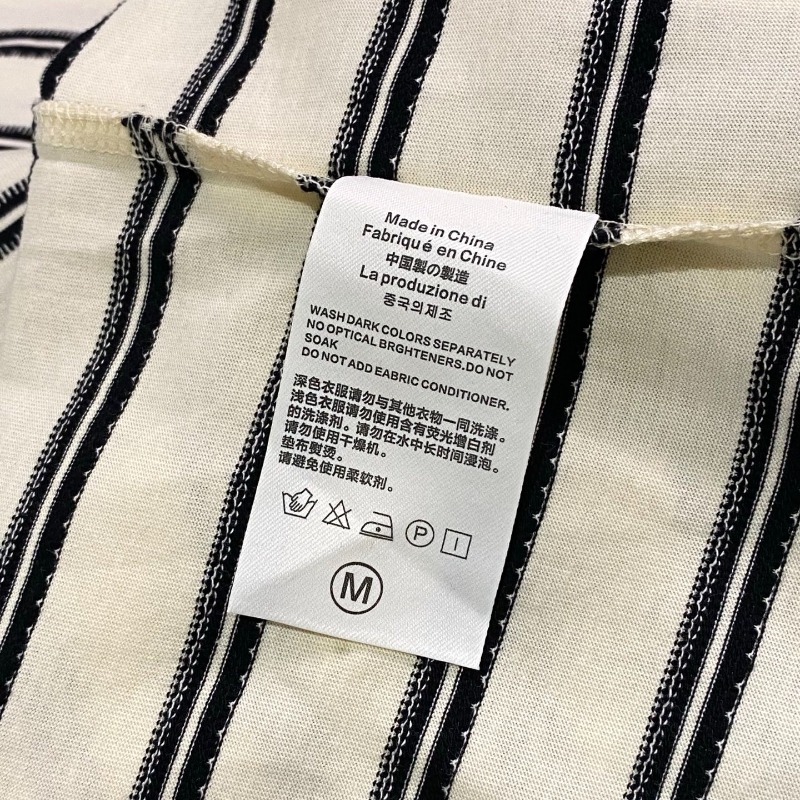 Made in China
Fabriqu é en Chine
中国製の製造
La produzione di
중국의제조
WASH DARK COLORS SEPARATELY
NO OPTICAL BRGHTENERS.DO NOT
SOAK
DO NOT ADD EABRIC CONDITIONER.
深色衣服请勿与其他衣物一同洗涤。
浅色衣服请勿使用含有荧光增白剂
的洗涤剂。请勿在水中长时间浸泡。
请勿使用干燥机。
垫布熨烫。
请避免使用柔软剂。
P
M